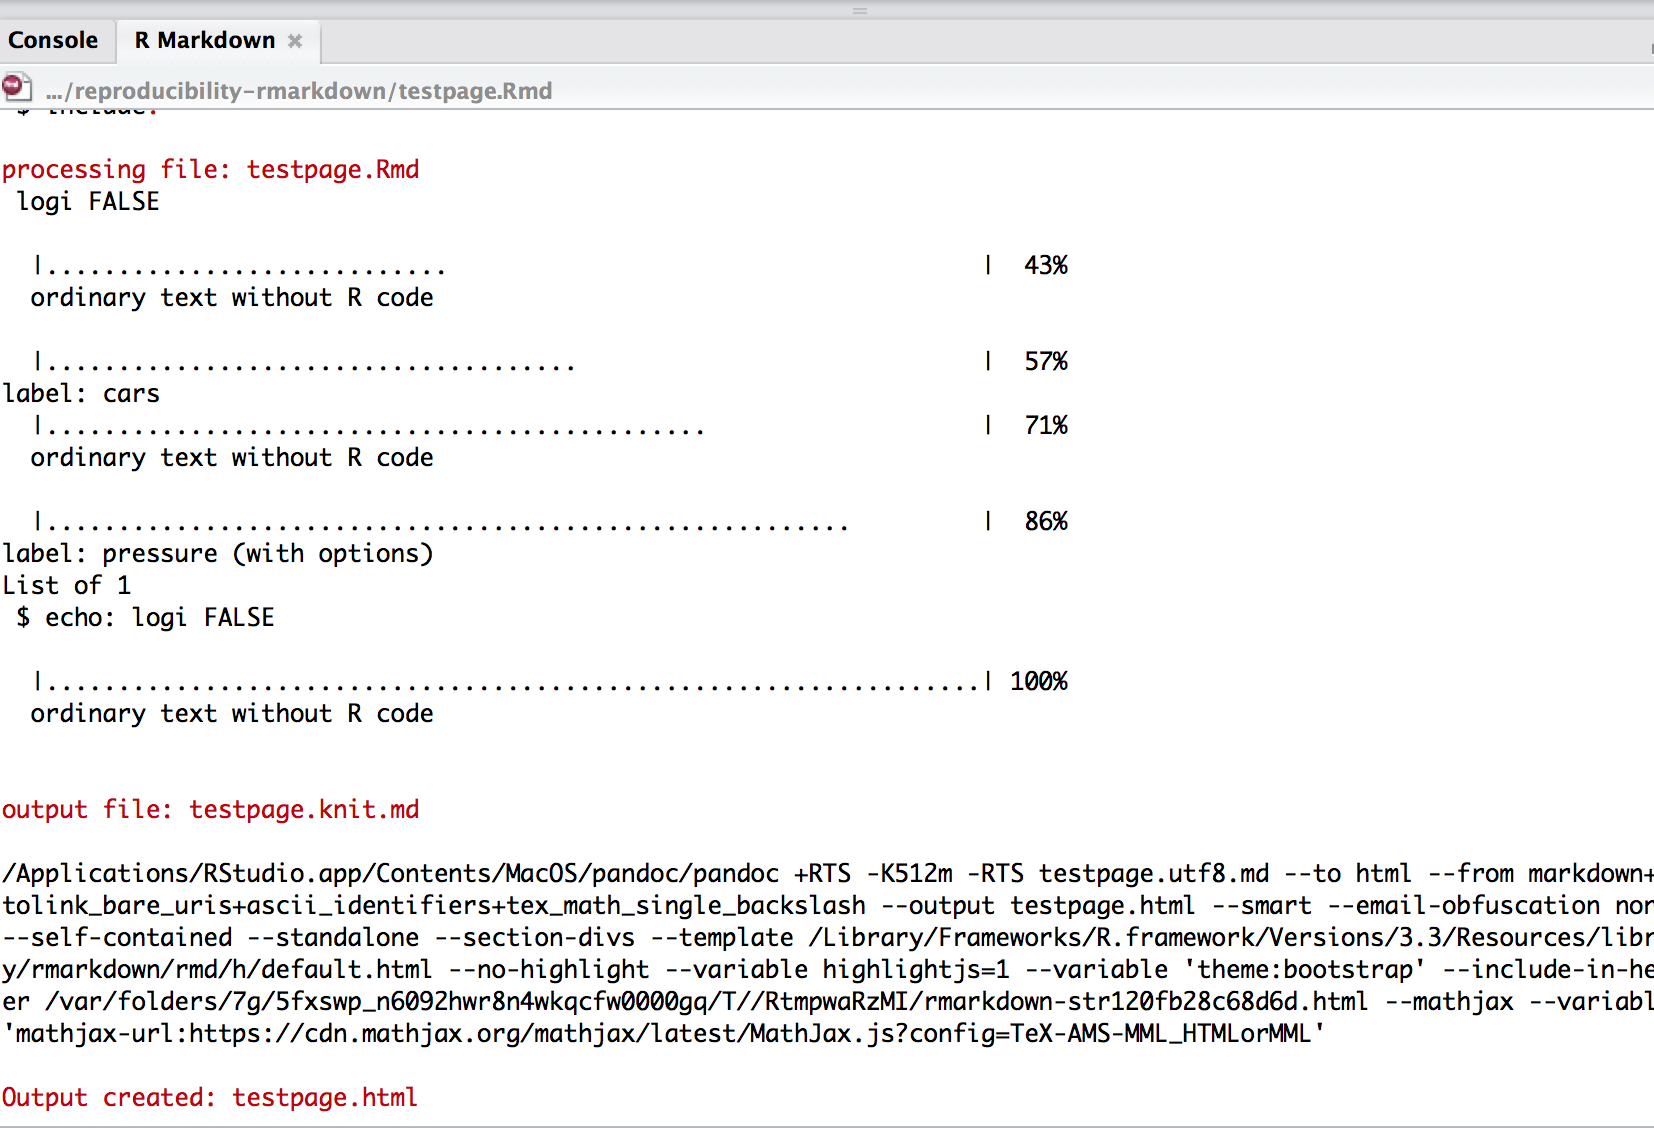 Console R Markdown
.../reproducibility-rmarkdown/testpage.Rmd
$ include:
processing file: testpage.Rmd
logi FALSE
|............................ | 43%
ordinary text without R code
|..................................... | 57%
label: cars
|.............................................. | 71%
ordinary text without R code
|........................................................ | 86%
label: pressure (with options)
List of 1
$ echo: logi FALSE
|.................................................................| 100%
ordinary text without R code
output file: testpage.knit.md
/Applications/RStudio.app/Contents/MacOS/pandoc/pandoc +RTS -K512m -RTS testpage.utf8.md --to html --from markdown+
tolink_bare_uris+ascii_identifiers+tex_math_single_backslash --output testpage.html --smart --email-obfuscation non
--self-contained --standalone --section-divs --template /Library/Frameworks/R.framework/Versions/3.3/Resources/libr
y/rmarkdown/rmd/h/default.html --no-highlight --variable highlightjs=1 --variable 'theme:bootstrap' --include-in-he
er /var/folders/7g/5fxswp_n6092hwr8n4wkqcfw0000gq/T//RtmpwaRzMI/rmarkdown-str120fb28c68d6d.html --mathjax --variabl
'mathjax-url:https://cdn.mathjax.org/mathjax/latest/MathJax.js?config=TeX-AMS-MML_HTMLorMML'
Output created: testpage.html